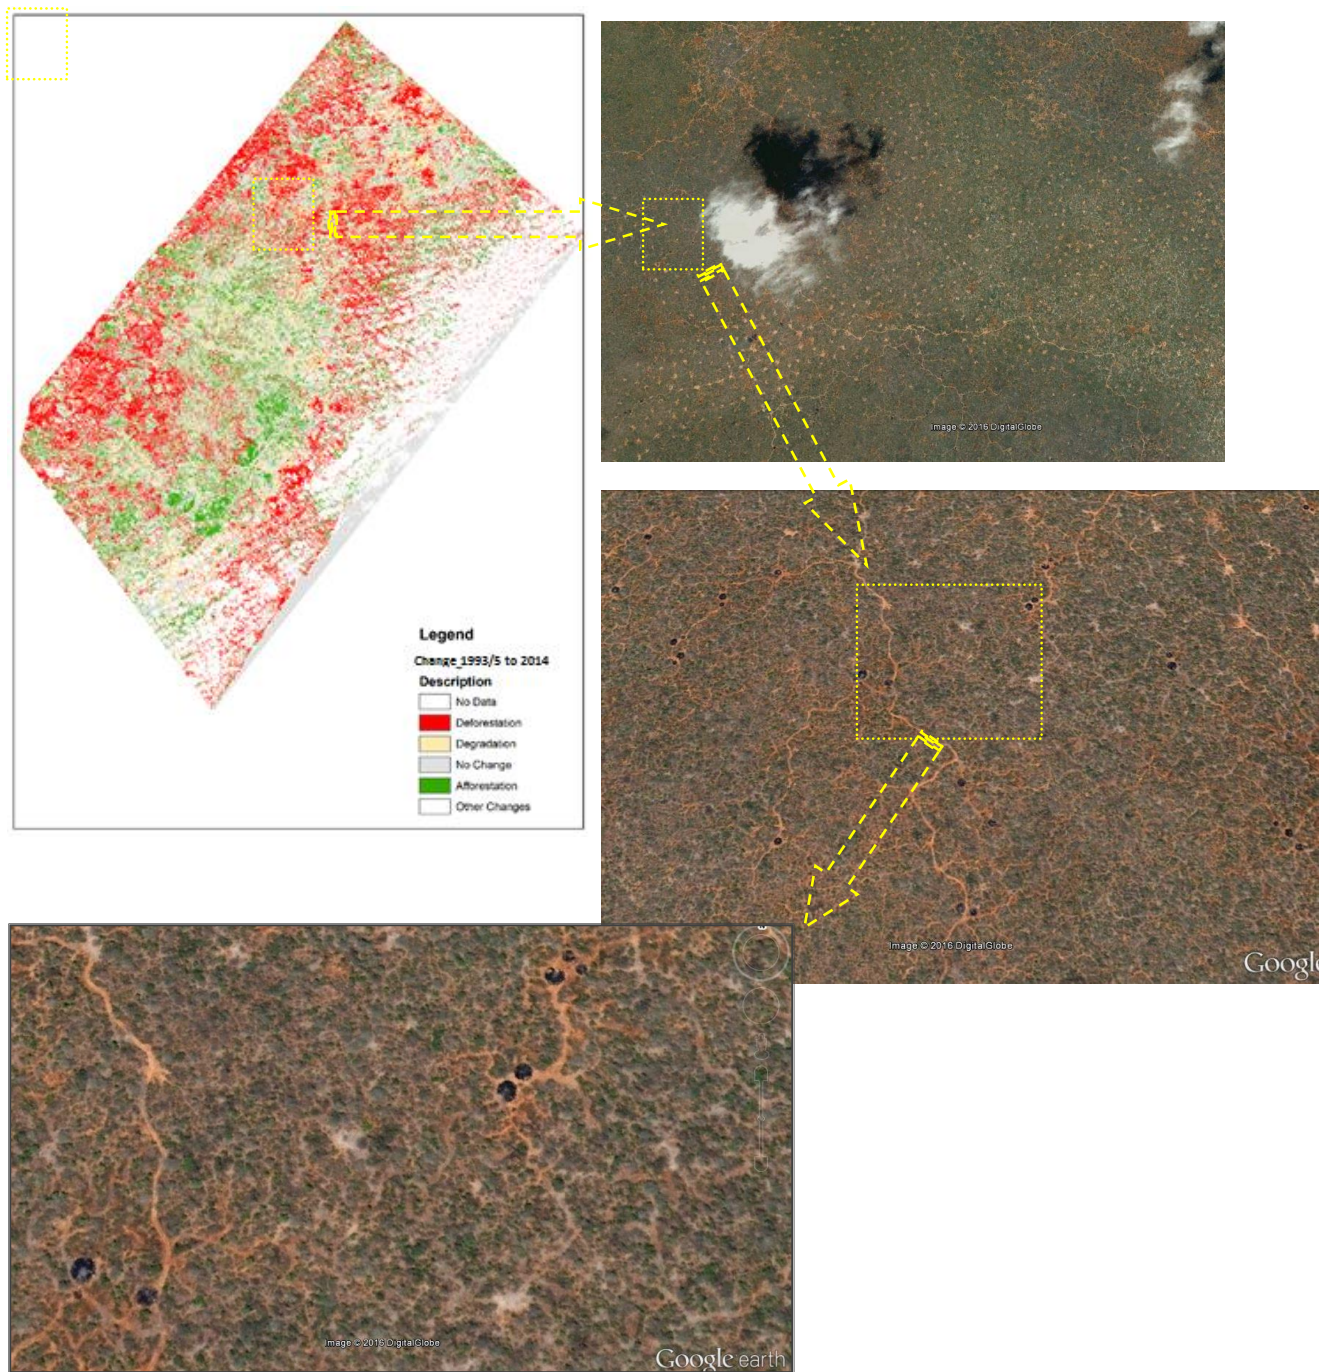 Legend
Change_1993/5 to 2014
Description
No Data
Deforestation
Degradation
No Change
Afforestation
Other Changes
Image © 2016 DigitalGlobe
Image © 2016 DigitalGlobe
Google
Image © 2016 DigitalGlobe
Google earth